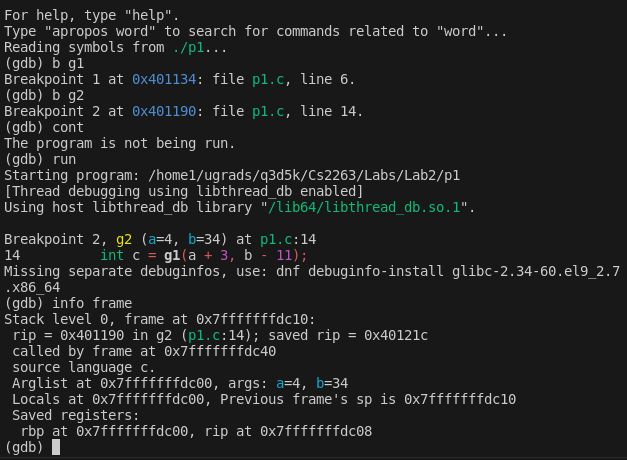 For help, type "help".
Type "apropos word" to search for commands related to "word"...
Reading symbols from ./p1...
(gdb) b g1
Breakpoint 1 at 0x401134: file p1.c, line 6.
(gdb) b g2
Breakpoint 2 at 0x401190: file p1.c, line 14.
(gdb) cont
The program is not being run.
(gdb) run
Starting program: /home1/ugrads/q3d5k/Cs2263/Labs/Lab2/p1
[Thread debugging using libthread_db enabled]
Using host libthread_db library "/lib64/libthread_db.so.1".

Breakpoint 2, g2 (a=4, b=34) at p1.c:14
14          int c = g1(a + 3, b - 11);
Missing separate debuginfos, use: dnf debuginfo-install glibc-2.34-60.el9_2.7
.x86_64
(gdb) info frame
Stack level 0, frame at 0x7fffffffdc10:
 rip = 0x401190 in g2 (p1.c:14); saved rip = 0x40121c
 called by frame at 0x7fffffffdc40
 source language c.
 Arglist at 0x7fffffffdc00, args: a=4, b=34
 Locals at 0x7fffffffdc00, Previous frame's sp is 0x7fffffffdc10
 Saved registers:
  rbp at 0x7fffffffdc00, rip at 0x7fffffffdc08
(gdb)